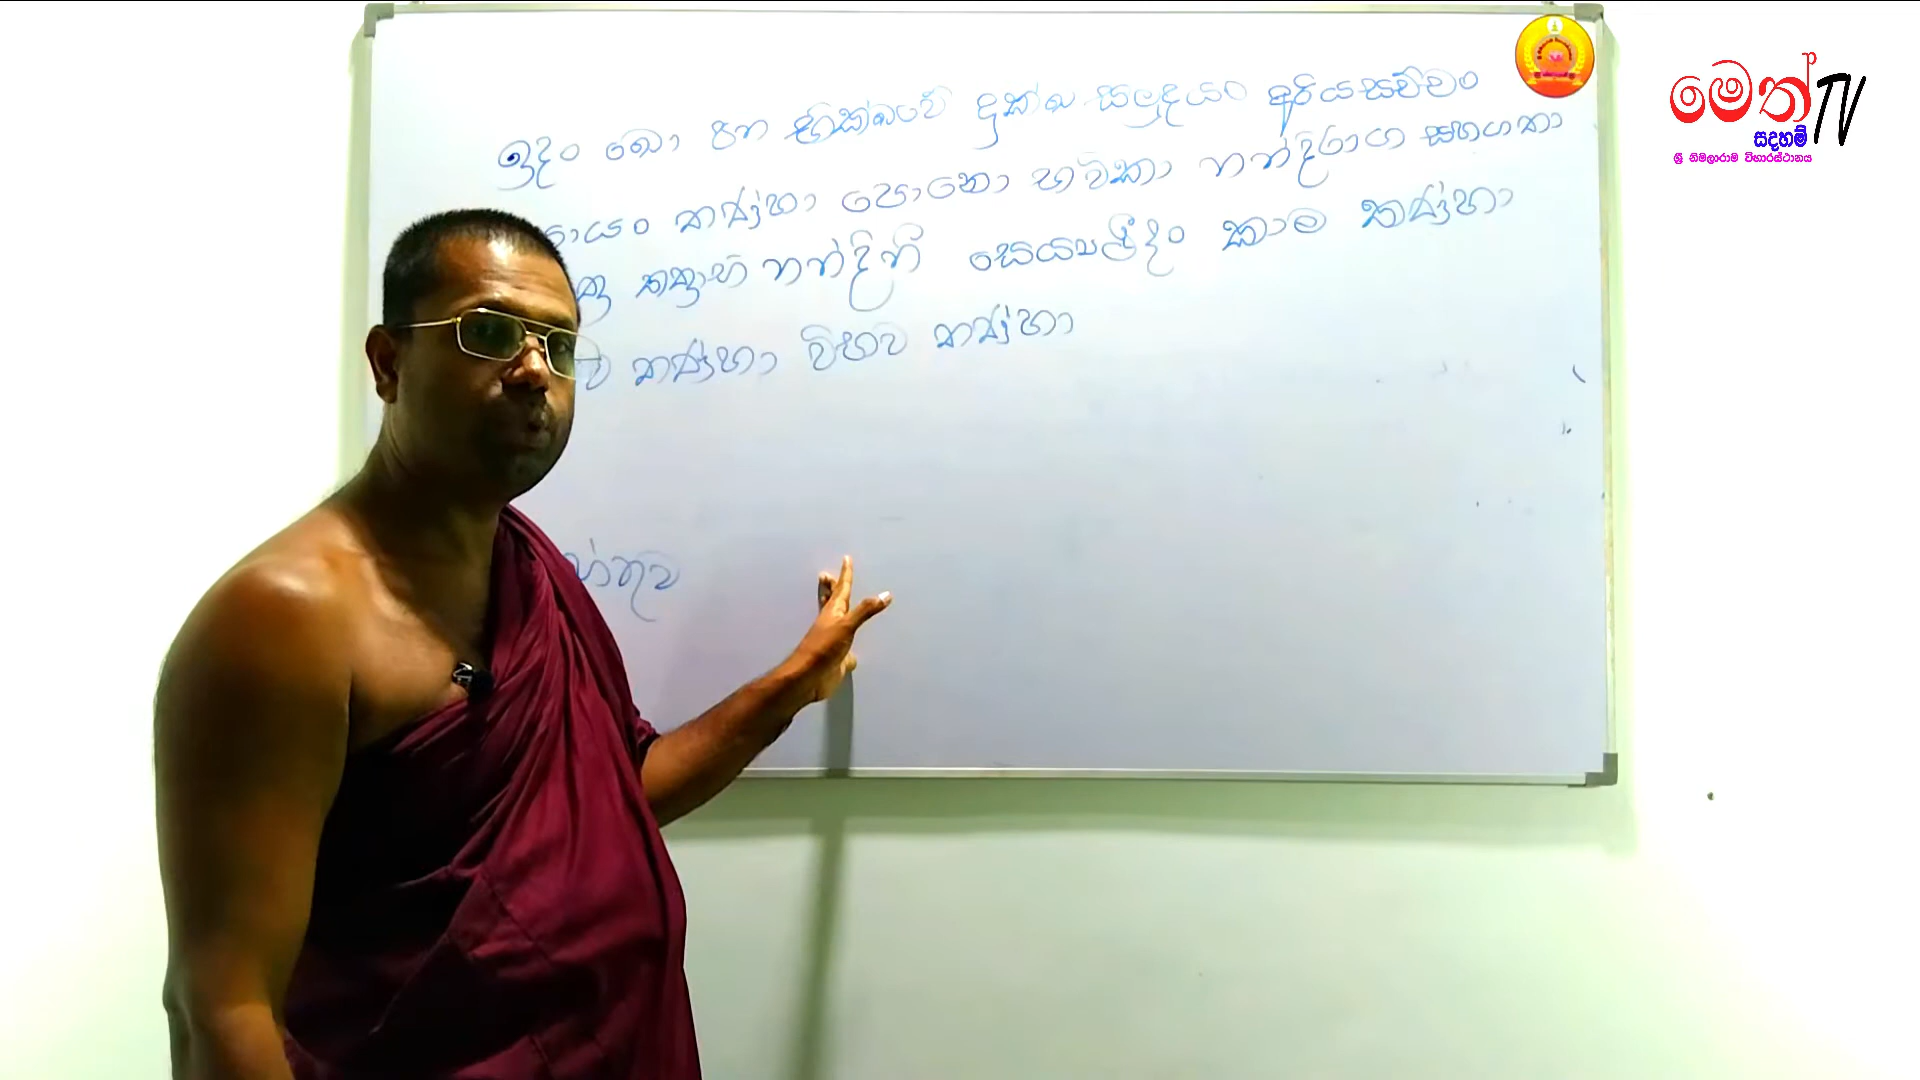 ඉදං ඛො පන භික්ඛවේ දුක්ඛ සමුදයං අරියසච්චං
තණ්හා පොනො භවිකා නන්දිරාග සහගතා
තත්‍රාභි නන්දිනී සෙය්‍යථීදං කාම තණ්හා
තණ්හා විභව තණ්හා
මෙත් TV
සදහම්
ශ්‍රී නිමලාරාම විහාරස්ථානය